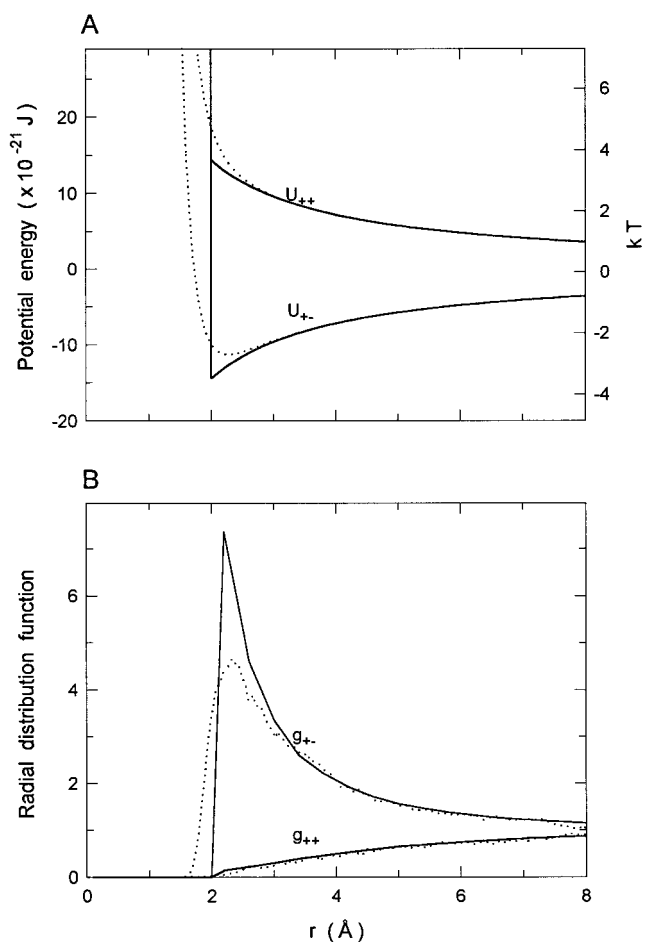 A
Potential energy ( x 10⁻²¹ J )
20
10
0
-10
-20
6
4
2
0
-2
-4
kT
U++
U+-
B
Radial distribution function
6
4
2
0
g+-
g++
0
2
4
6
8
r (Å)